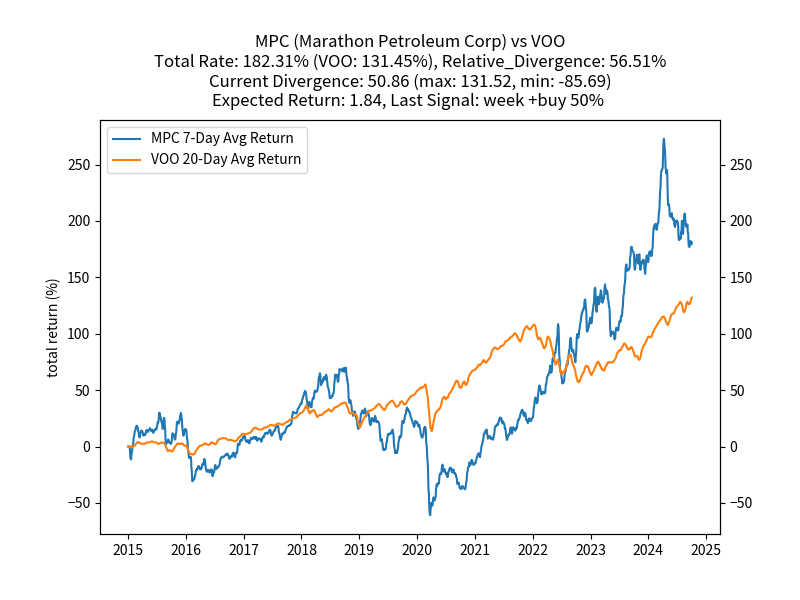 MPC (Marathon Petroleum Corp) vs VOO
Total Rate: 182.31% (VOO: 131.45%), Relative_Divergence: 56.51%
Current Divergence: 50.86 (max: 131.52, min: -85.69)
Expected Return: 1.84, Last Signal: week +buy 50%
MPC 7-Day Avg Return
VOO 20-Day Avg Return
total return (%)
250
200
150
100
50
0
−50
250
200
150
100
50
0
−50
2015 2016 2017 2018 2019 2020 2021 2022 2023 2024 2025